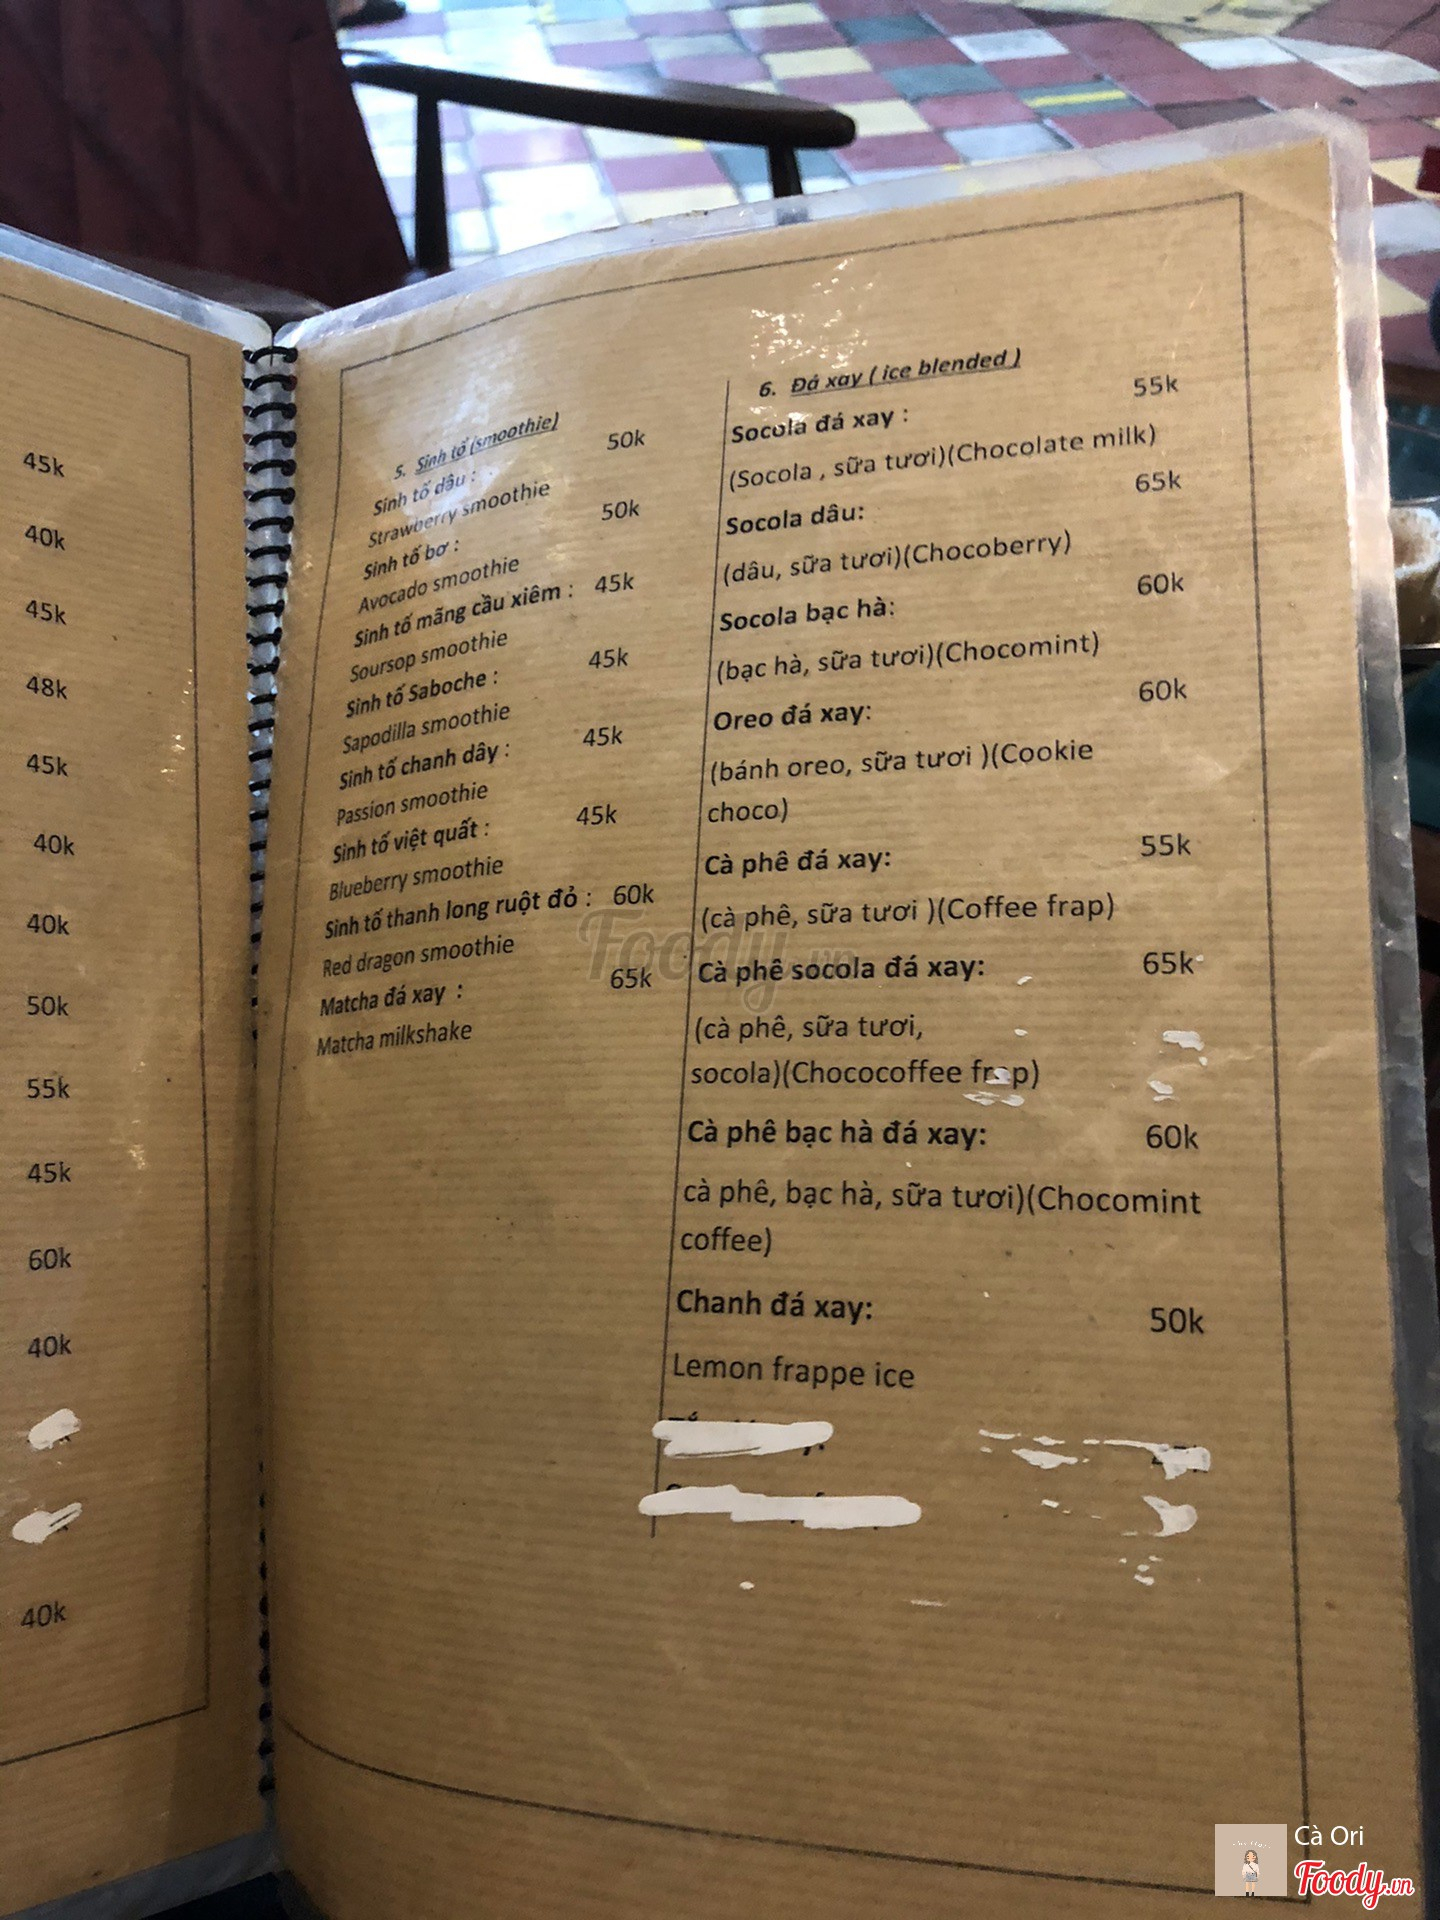 45k
40k
45k
48k
45k
40k
40k
50k
55k
45k
60k
40k
40k
5. Sinh tố (smoothie)
Sinh tố dâu : 50k
Strawberry smoothie
Sinh tố bơ : 50k
Avocado smoothie
Sinh tố mãng cầu xiêm : 45k
Soursop smoothie
Sinh tố Saboche : 45k
Sapodilla smoothie
Sinh tố chanh dây : 45k
Passion smoothie
Sinh tố việt quất : 45k
Blueberry smoothie
Sinh tố thanh long ruột đỏ : 60k
Red dragon smoothie
Matcha đá xay : 65k
Matcha milkshake
6. Đá xay ( ice blended )
Socola đá xay : 55k
(Socola , sữa tươi)(Chocolate milk)
Socola dâu: 65k
(dâu, sữa tươi)(Chocoberry)
Socola bạc hà: 60k
(bạc hà, sữa tươi)(Chocomint)
Oreo đá xay: 60k
(bánh oreo, sữa tươi )(Cookie
choco)
Cà phê đá xay: 55k
(cà phê, sữa tươi )(Coffee frap)
Cà phê socola đá xay: 65k
(cà phê, sữa tươi,
socola)(Chococoffee frap)
Cà phê bạc hà đá xay: 60k
cà phê, bạc hà, sữa tươi)(Chocomint
coffee)
Chanh đá xay: 50k
Lemon frappe ice
Foody.vn
Cà Ori
Foody.vn